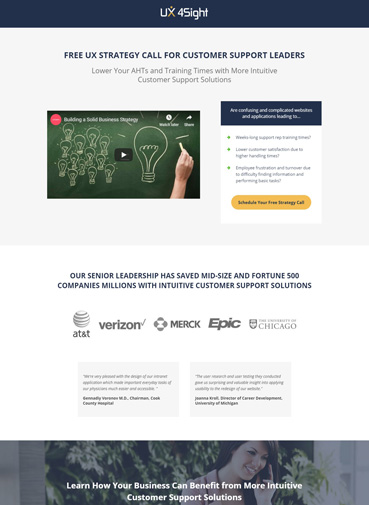 UX 4Sight
FREE UX STRATEGY CALL FOR CUSTOMER SUPPORT LEADERS
Lower Your AHTs and Training Times with More Intuitive
Customer Support Solutions
Building a Solid Business Strategy
Watch later
Share
Are confusing and complicated websites
and applications leading to...
Weeks-long support rep training times?
Lower customer satisfaction due to
higher handling times?
Employee frustration and turnover due
to difficulty finding information and
performing basic tasks?
Schedule Your Free Strategy Call
OUR SENIOR LEADERSHIP HAS SAVED MID-SIZE AND FORTUNE 500
COMPANIES MILLIONS WITH INTUITIVE CUSTOMER SUPPORT SOLUTIONS
at&t
verizon
MERCK
Epic
THE UNIVERSITY OF
CHICAGO
"We're very pleased with the design of our intranet
application which made important everyday tasks of
our physicians much easier and accessible."
Gennadiy Voronov M.D., Chairman, Cook
County Hospital
"The user research and user testing they conducted
gave us surprising and valuable insight into applying
usability to the redesign of our website."
Joanna Kroll, Director of Career Development,
University of Michigan
Learn How Your Business Can Benefit from More Intuitive
Customer Support Solutions